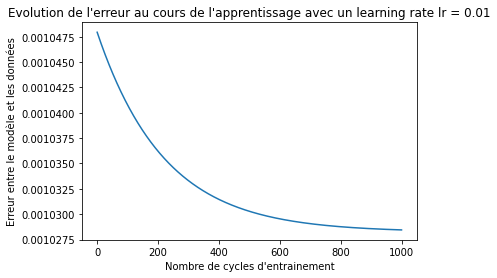 Evolution de l'erreur au cours de l'apprentissage avec un learning rate lr = 0.01
0.0010475
0.0010450
0.0010425
0.0010400
0.0010375
0.0010350
0.0010325
0.0010300
0.0010275
Erreur entre le modèle et les données
0 200 400 600 800 1000
Nombre de cycles d'entrainement